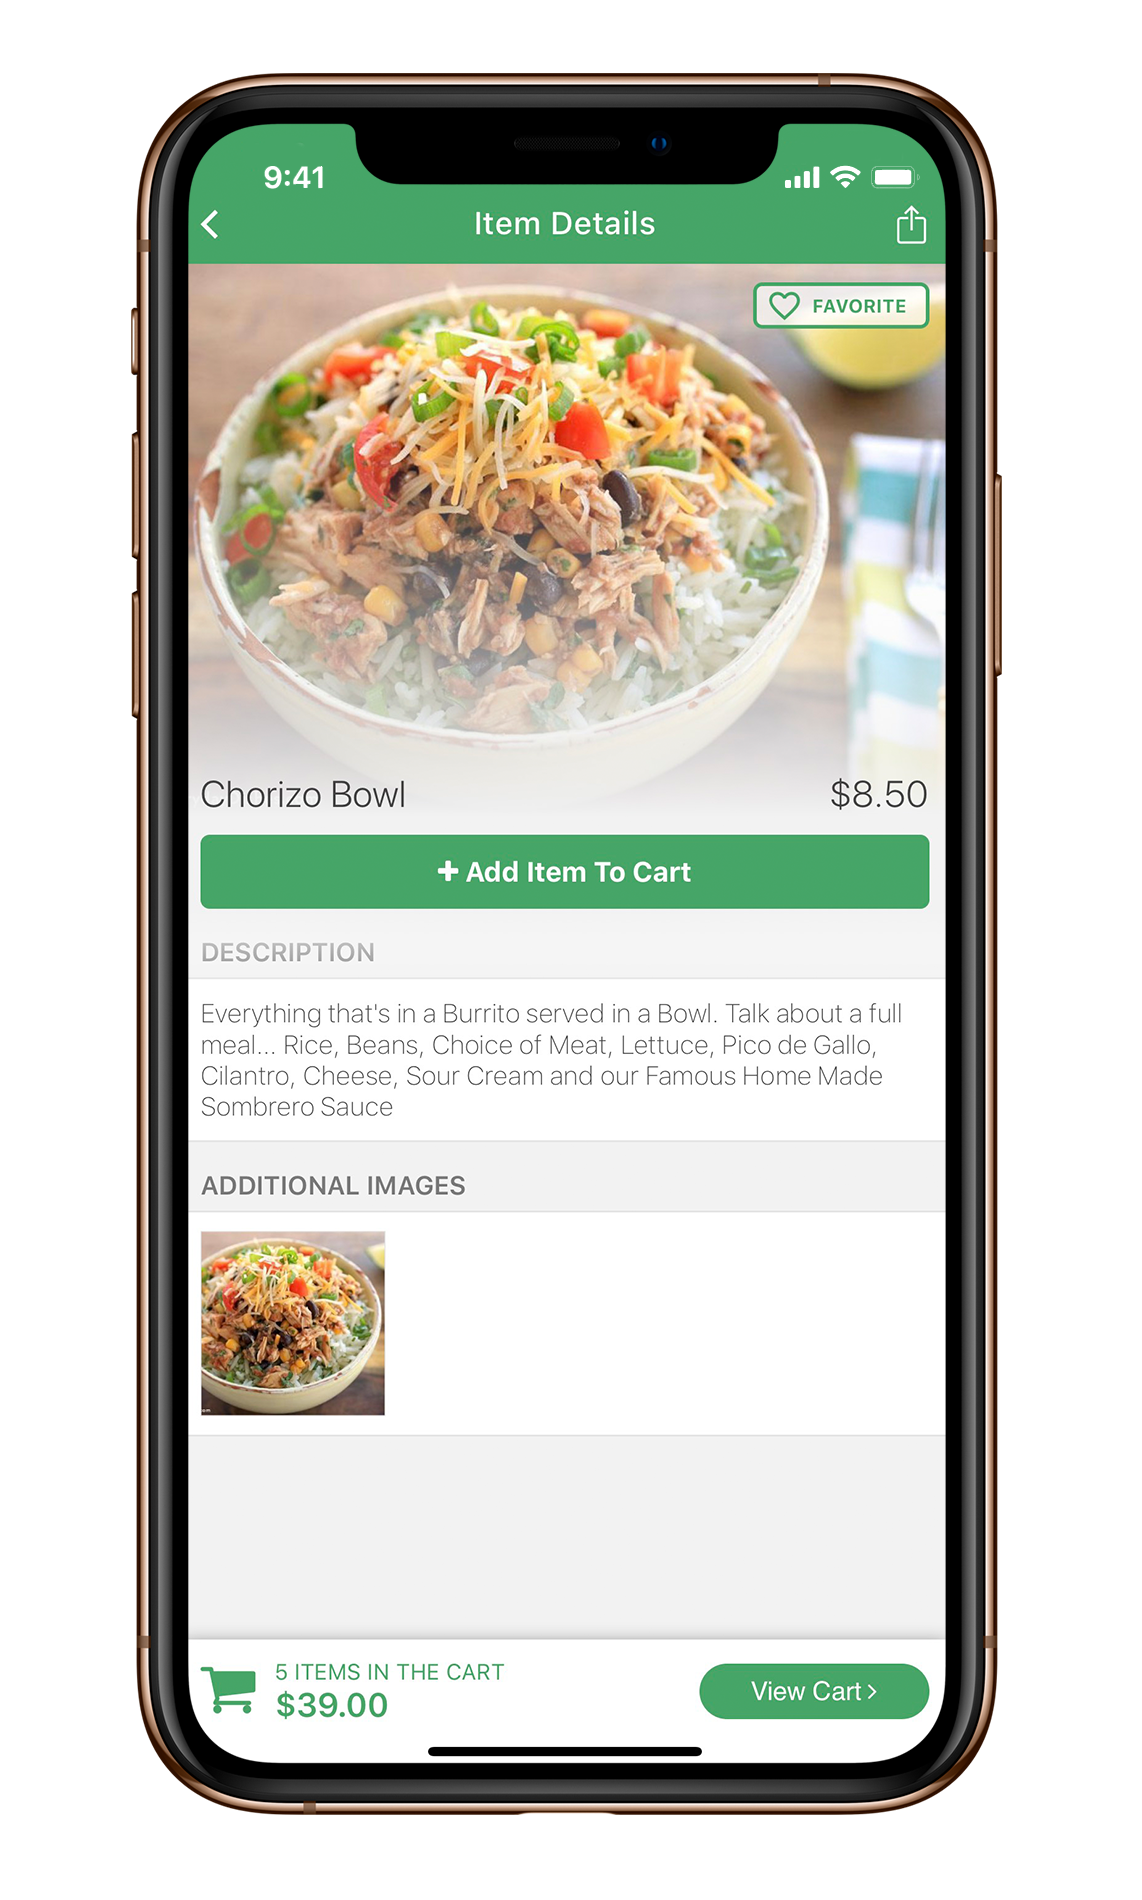 9:41
Item Details
FAVORITE
Chorizo Bowl
$8.50
+ Add Item To Cart
DESCRIPTION
Everything that's in a Burrito served in a Bowl. Talk about a full
meal... Rice, Beans, Choice of Meat, Lettuce, Pico de Gallo,
Cilantro, Cheese, Sour Cream and our Famous Home Made
Sombrero Sauce
ADDITIONAL IMAGES
5 ITEMS IN THE CART
$39.00
View Cart >